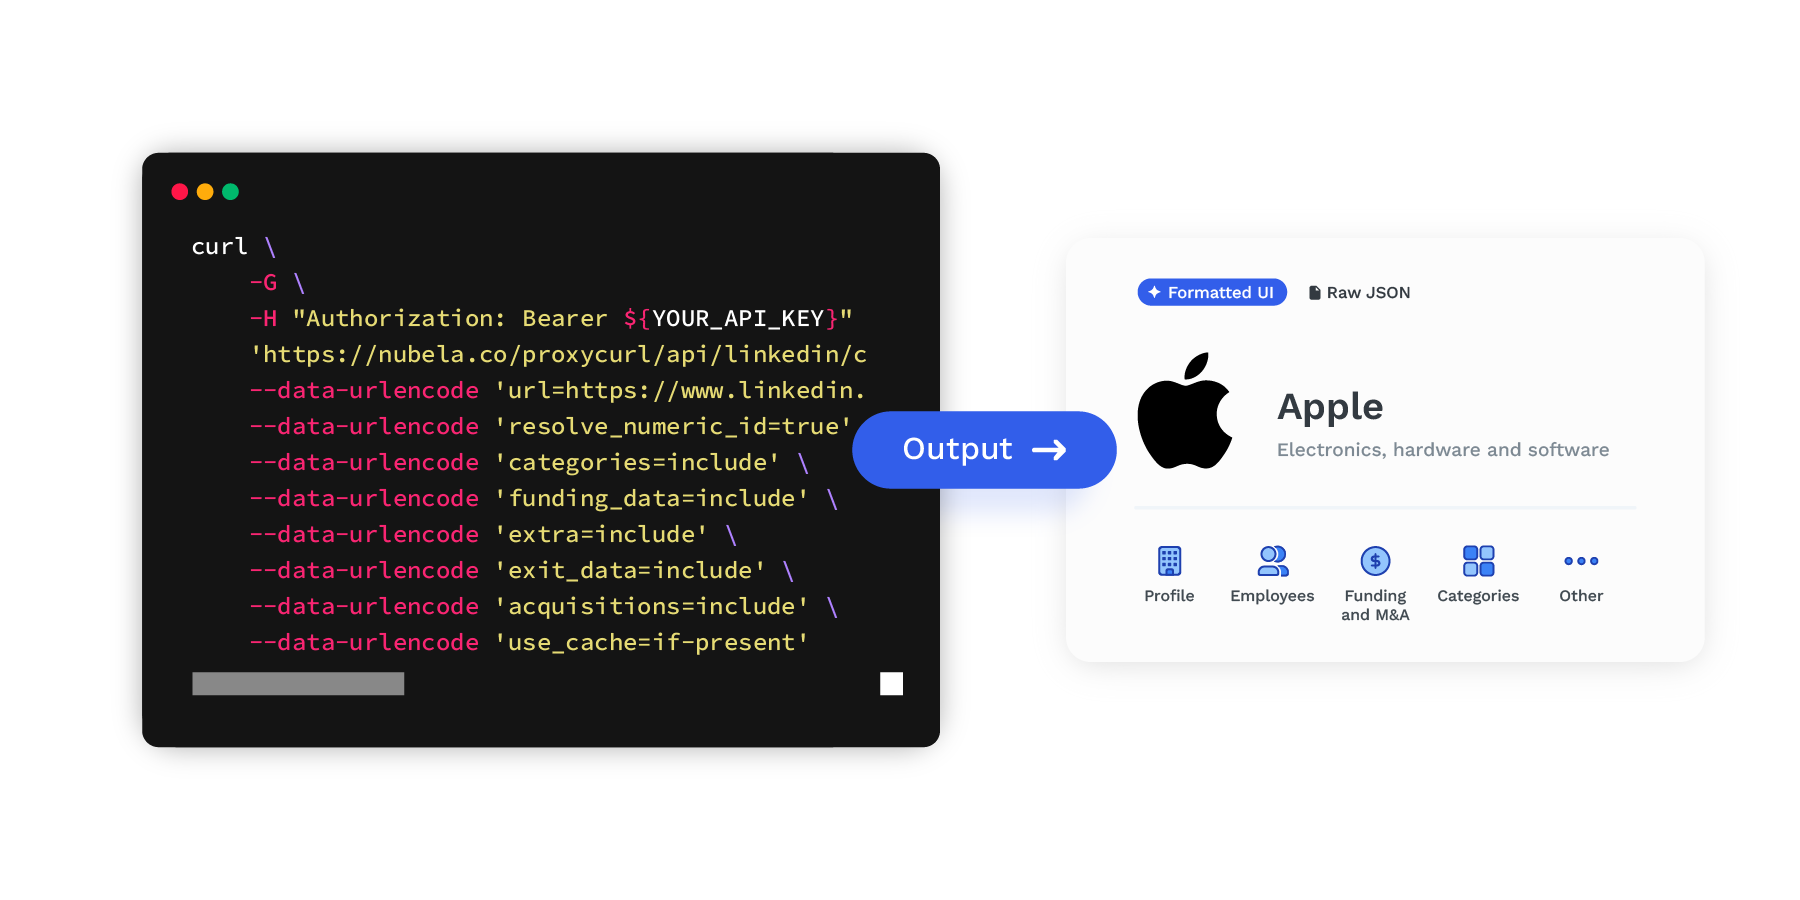 curl \
-G \
-H "Authorization: Bearer ${YOUR_API_KEY}"
'https://nubela.co/proxycurl/api/linkedin/c
--data-urlencode 'url=https://www.linkedin.
--data-urlencode 'resolve_numeric_id=true'
--data-urlencode 'categories=include' \
--data-urlencode 'funding_data=include' \
--data-urlencode 'extra=include' \
--data-urlencode 'exit_data=include' \
--data-urlencode 'acquisitions=include' \
--data-urlencode 'use_cache=if-present'
Output →
Formatted UI
Raw JSON
Apple
Electronics, hardware and software
Profile
Employees
Funding
and M&A
Categories
Other